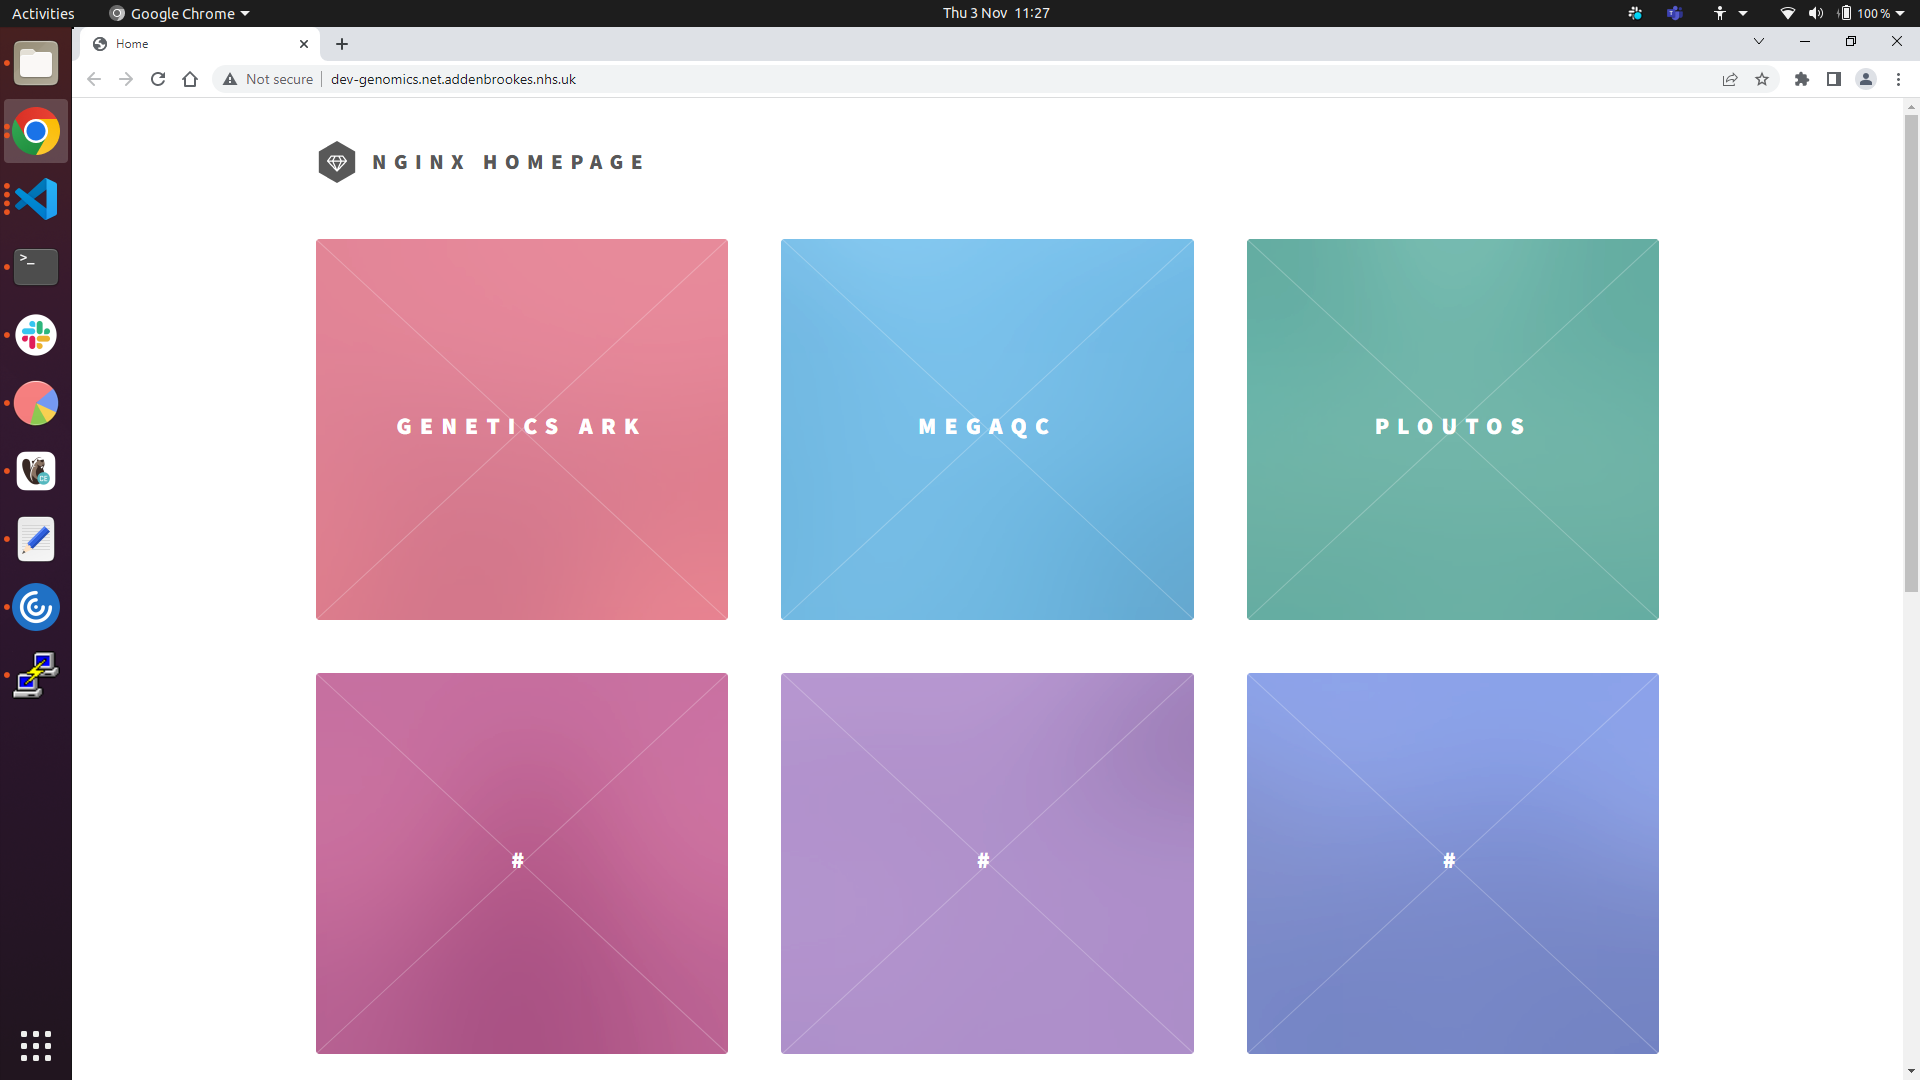 Activities
Google Chrome
Thu 3 Nov 11:27
100 %
Home
Not secure
dev-genomics.net.addenbrookes.nhs.uk
NGINX HOMEPAGE
GENETICS ARK
MEGAQC
PLOUTOS
#
#
#
>_
CE